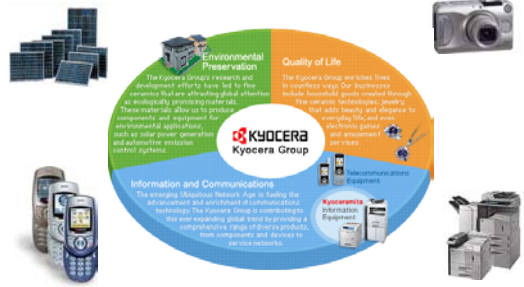 Environmental
Preservation
The Kyocera Group's research and
development efforts have led to fine
ceramics that are attracting global attention
as ecologically promising materials.
These materials allow us to produce
components and equipment for
environmental applications,
such as solar power generation
and automotive emission
control systems.
Quality of Life
The Kyocera Group enriches lives
in countless ways. Our businesses
include household goods created through
fine ceramic technologies, jewelry
that adds beauty and elegance to
everyday life, and even
electronic games
and amusement
services.
KYOCERA
Kyocera Group
Information and Communications
The emerging Ubiquitous Network Age is fueling the
advancement and enrichment of communications
technology. The Kyocera Group is contributing to
this ever-expanding global trend by providing a
comprehensive range of diverse products,
from components and devices to
service networks.
Telecommunications
Equipment
Kyoceramita
Information
Equipment